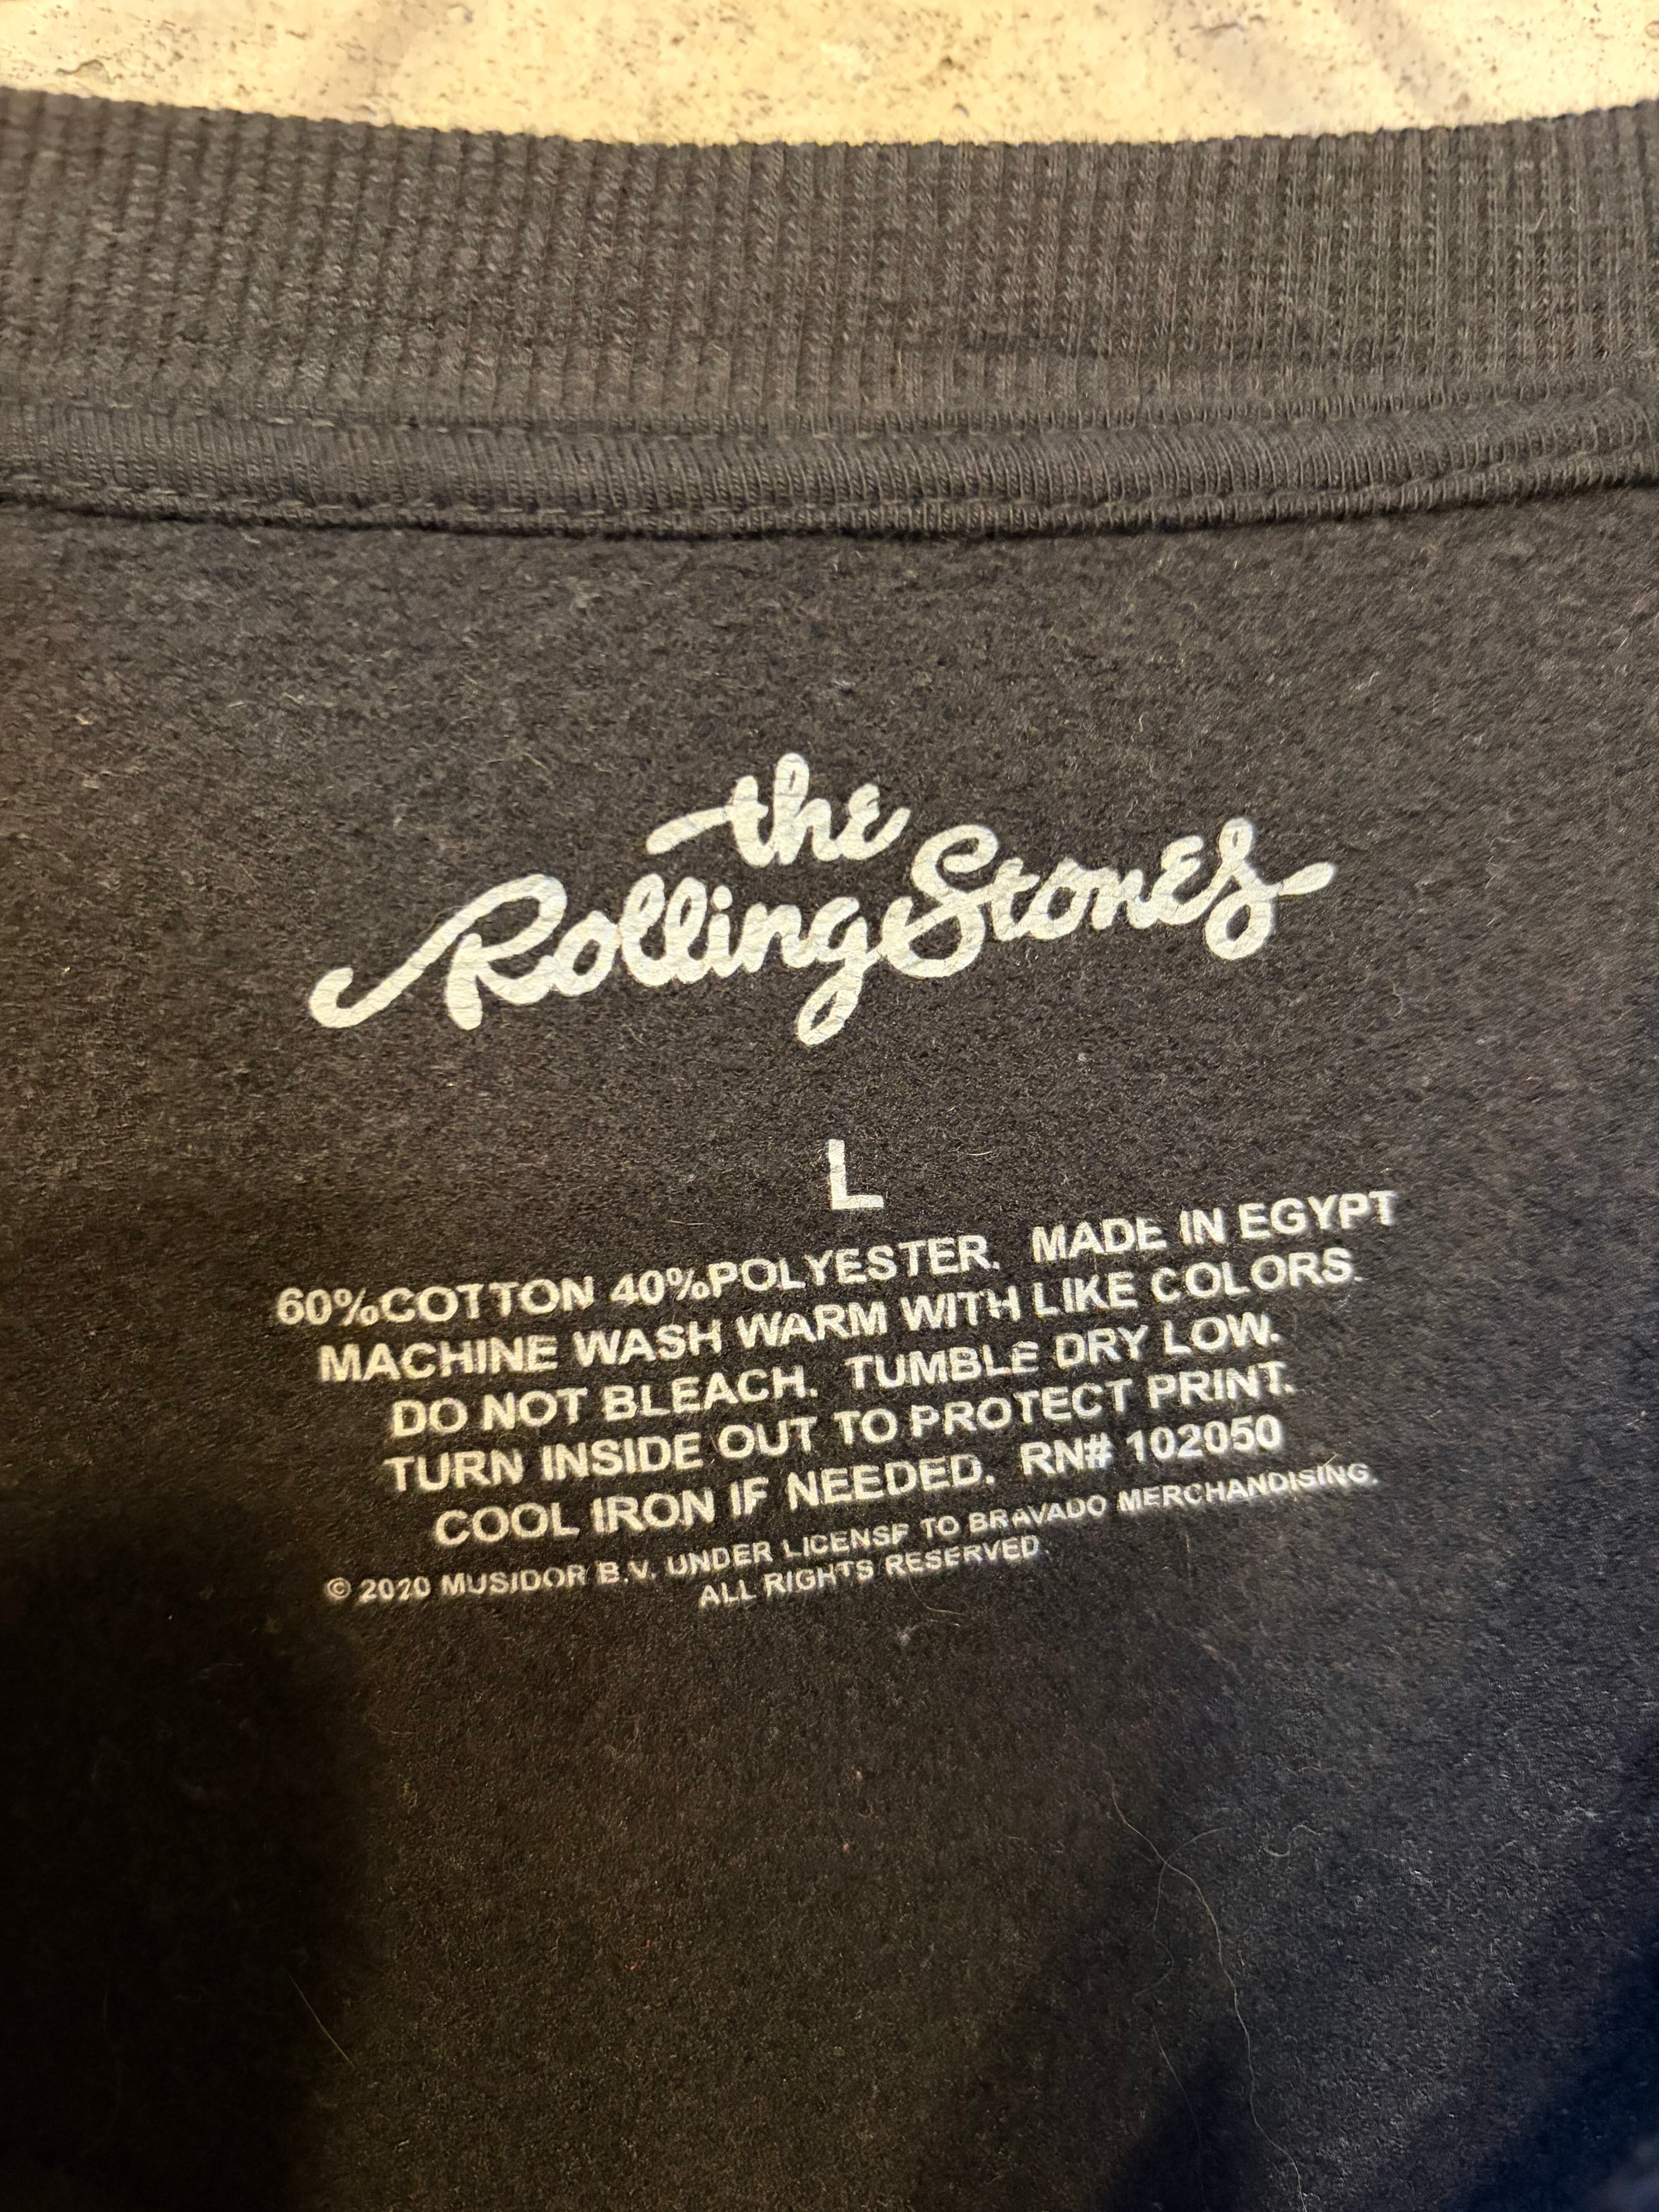 the
Rolling Stones
L
60%COTTON 40%POLYESTER. MADE IN EGYPT
MACHINE WASH WARM WITH LIKE COLORS.
DO NOT BLEACH. TUMBLE DRY LOW.
TURN INSIDE OUT TO PROTECT PRINT.
COOL IRON IF NEEDED. RN# 102050
© 2020 MUSIDOR B.V. UNDER LICENSE TO BRAVADO MERCHANDISING.
ALL RIGHTS RESERVED.